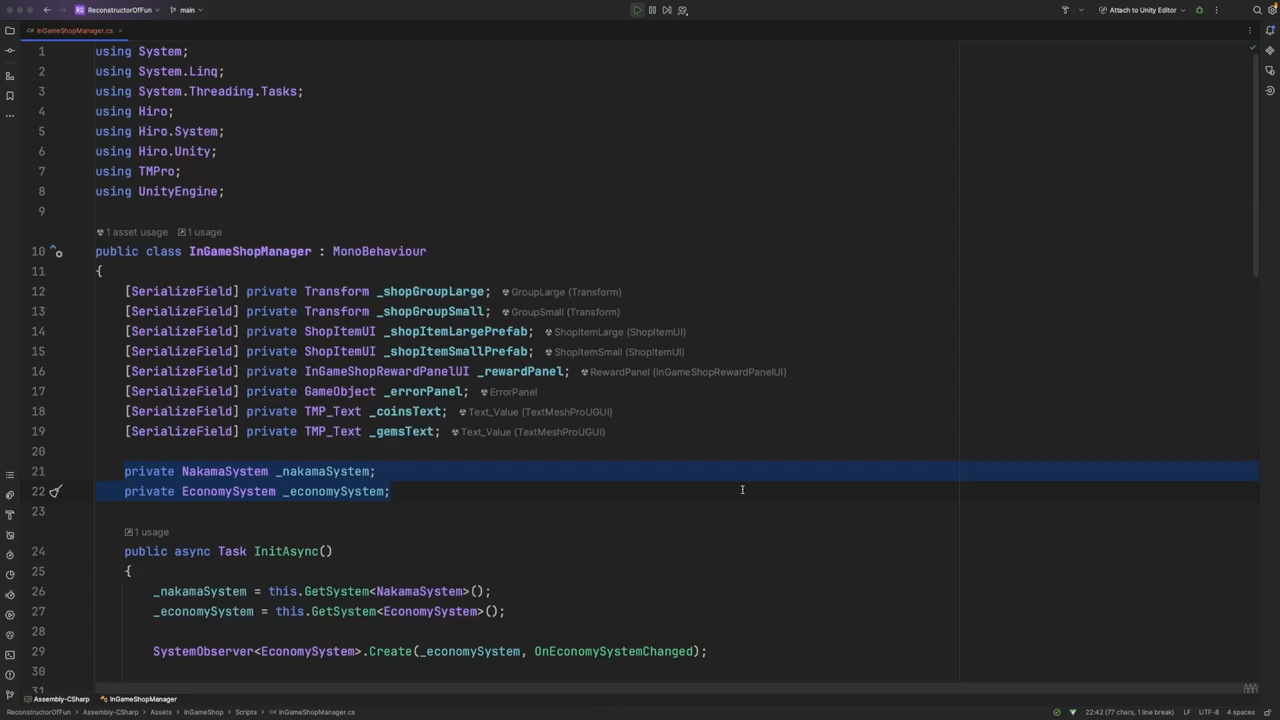 RO ReconstructorOfFun main Attach to Unity Editor
InGameShopManager.cs
1 using System;
2 using System.Linq;
3 using System.Threading.Tasks;
4 using Hiro;
5 using Hiro.System;
6 using Hiro.Unity;
7 using TMPro;
8 using UnityEngine;
9
1 asset usage 1 usage
10 public class InGameShopManager : MonoBehaviour
11 {
12 [SerializeField] private Transform _shopGroupLarge; GroupLarge (Transform)
13 [SerializeField] private Transform _shopGroupSmall; GroupSmall (Transform)
14 [SerializeField] private ShopItemUI _shopItemLargePrefab; ShopItemLarge (ShopItemUI)
15 [SerializeField] private ShopItemUI _shopItemSmallPrefab; ShopItemSmall (ShopItemUI)
16 [SerializeField] private InGameShopRewardPanelUI _rewardPanel; RewardPanel (InGameShopRewardPanelUI)
17 [SerializeField] private GameObject _errorPanel; ErrorPanel
18 [SerializeField] private TMP_Text _coinsText; Text_Value (TextMeshProUGUI)
19 [SerializeField] private TMP_Text _gemsText; Text_Value (TextMeshProUGUI)
20
21 private NakamaSystem _nakamaSystem;
22 private EconomySystem _economySystem;
23
1 usage
24 public async Task InitAsync()
25 {
26 _nakamaSystem = this.GetSystem<NakamaSystem>();
27 _economySystem = this.GetSystem<EconomySystem>();
28
29 SystemObserver<EconomySystem>.Create(_economySystem, OnEconomySystemChanged);
30
31
Assembly-CSharp InGameShopManager
ReconstructorOfFun > Assembly-CSharp > Assets > InGameShop > Scripts > InGameShopManager.cs 22:42 (77 chars, 1 line break) LF UTF-8 4 spaces